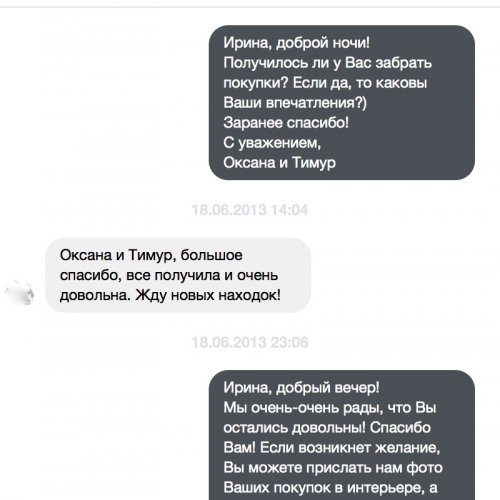 Ирина, доброй ночи!
Получилось ли у Вас забрать
покупки? Если да, то каковы
Ваши впечатления?)
Заранее спасибо!
С уважением,
Оксана и Тимур
18.06.2013 14:04
Оксана и Тимур, большое
спасибо, все получила и очень
довольна. Жду новых находок!
18.06.2013 23:06
Ирина, добрый вечер!
Мы очень-очень рады, что Вы
остались довольны! Спасибо
Вам! Если возникнет желание,
Вы можете прислать нам фото
Ваших покупок в интерьере, а